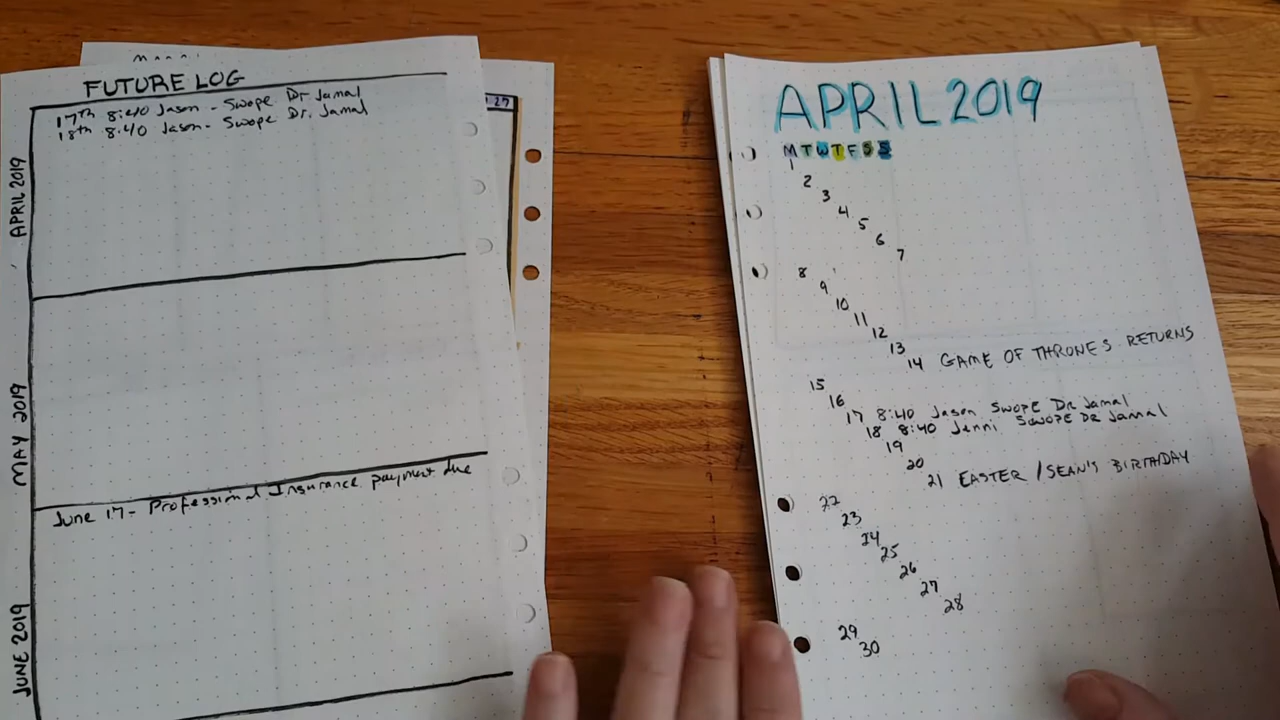 FUTURE LOG
17th 8:40 Jason - Swope Dr Jamal
18th 8:40 Jason - Swope Dr. Jamal
APRIL 2019
MAY 2019
June 17 - Professional Insurance payment due
JUNE 2019
27
APRIL 2019
M T W T F S S
1
2
3
4
5
6
7
8
9
10
11
12
13
14 GAME OF THRONES RETURNS
15
16
17 8:40 Jason SWOPE Dr Jamal
18 8:40 Jenni SWOPE Dr Jamal
19
20
21 EASTER / SEAN'S BIRTHDAY
22
23
24
25
26
27
28
29
30